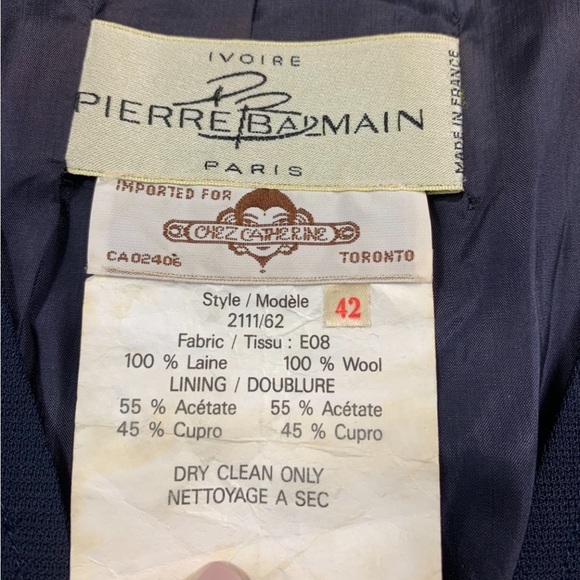 IVOIRE
PIERRE BALMAIN
PARIS
MADE IN FRANCE
IMPORTED FOR
CHEZ CATHERINE
CA02406 TORONTO
Style / Modèle
2111/62
42
Fabric / Tissu : E08
100 % Laine 100 % Wool
LINING / DOUBLURE
55 % Acétate 55 % Acetate
45 % Cupro 45 % Cupro
DRY CLEAN ONLY
NETTOYAGE A SEC